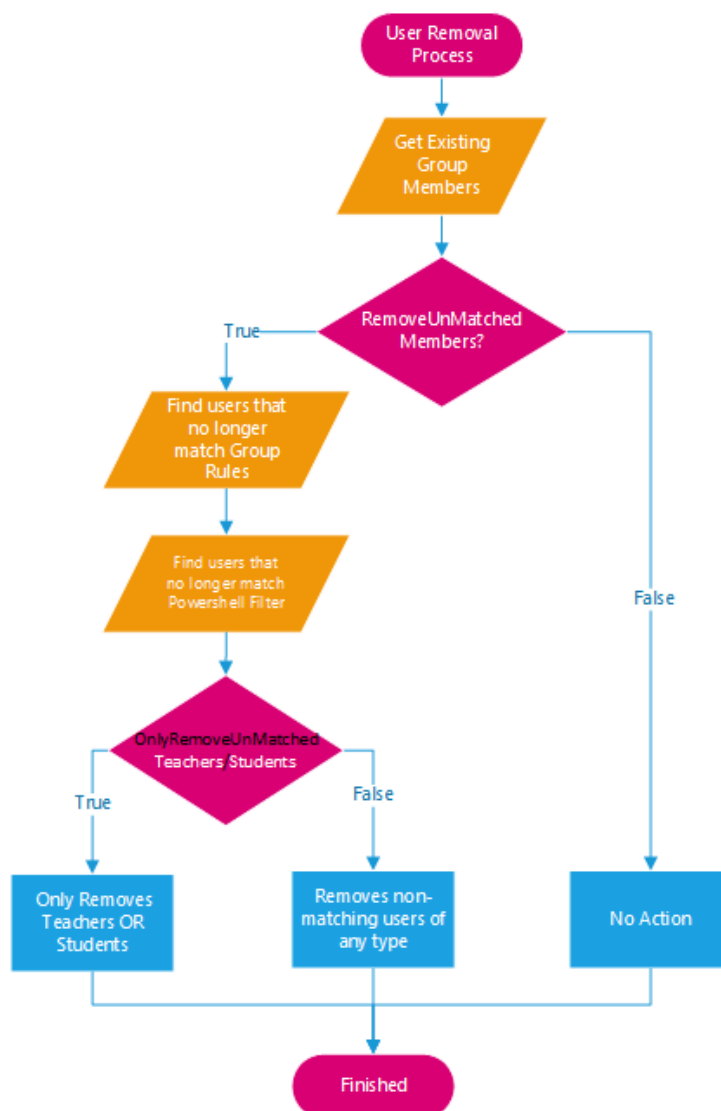 User Removal
Process
Get Existing
Group
Members
RemoveUnMatched
Members?
True
Find users that
no longer
match Group
Rules
Find users that
no longer match
Powershell Filter
False
OnlyRemoveUnMatched
Teachers/Students
True
False
Only Removes
Teachers OR
Students
Removes non-
matching users of
any type
No Action
Finished